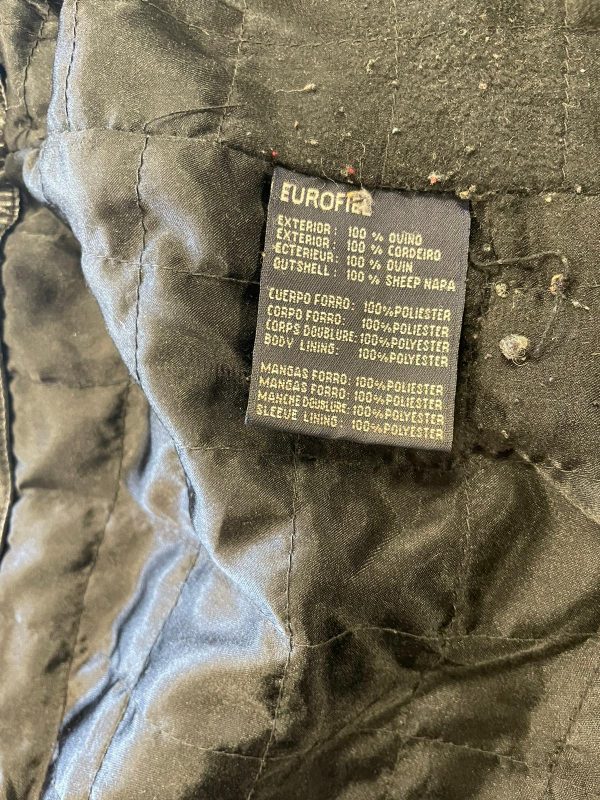 EUROFIEL
EXTERIOR: 100 % OVINO
EXTERIOR: 100 % CORDEIRO
ECTERIEUR: 100 % OUIN
OUTSHELL: 100 % SHEEP NAPA
CUERPO FORRO: 100%POLIESTER
CORPO FORRO: 100%POLIESTER
CORPS DOUBLURE: 100%POLYESTER
BODY LINING: 100%POLYESTER
MANGAS FORRO: 100%POLIESTER
MANGAS FORRO: 100%POLIESTER
MANCHE DOUBLURE: 100%POLYESTER
SLEEVE LINING: 100%POLYESTER